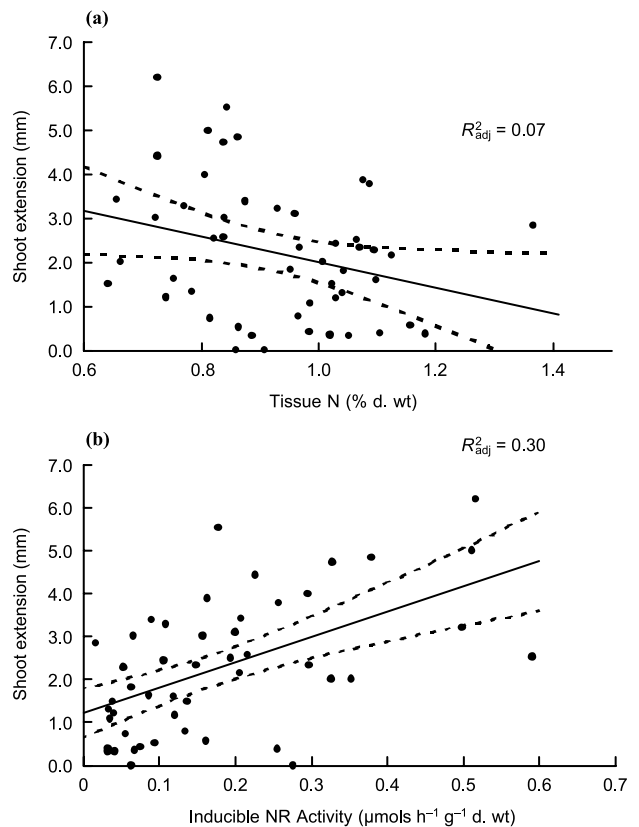 (a)
7.0
6.0
5.0
4.0
3.0
2.0
1.0
0.0
Shoot extension (mm)
R²adj = 0.07
0.6 0.8 1.0 1.2 1.4
Tissue N (% d. wt)
(b)
7.0
6.0
5.0
4.0
3.0
2.0
1.0
0.0
Shoot extension (mm)
R²adj = 0.30
0 0.1 0.2 0.3 0.4 0.5 0.6 0.7
Inducible NR Activity (μmols h⁻¹ g⁻¹ d. wt)